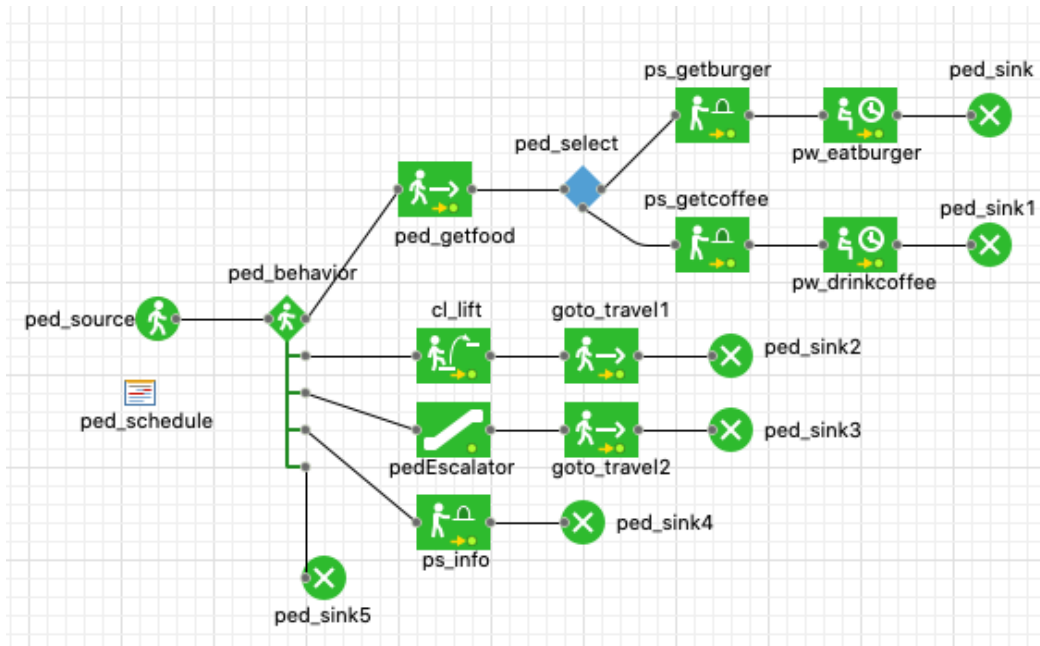 ps_getburger
ped_sink
ped_select
pw_eatburger
ps_getcoffee
ped_sink1
ped_getfood
ped_behavior
pw_drinkcoffee
cl_lift
goto_travel1
ped_source
ped_sink2
ped_schedule
ped_sink3
pedEscalator
goto_travel2
ped_sink4
ps_info
ped_sink5